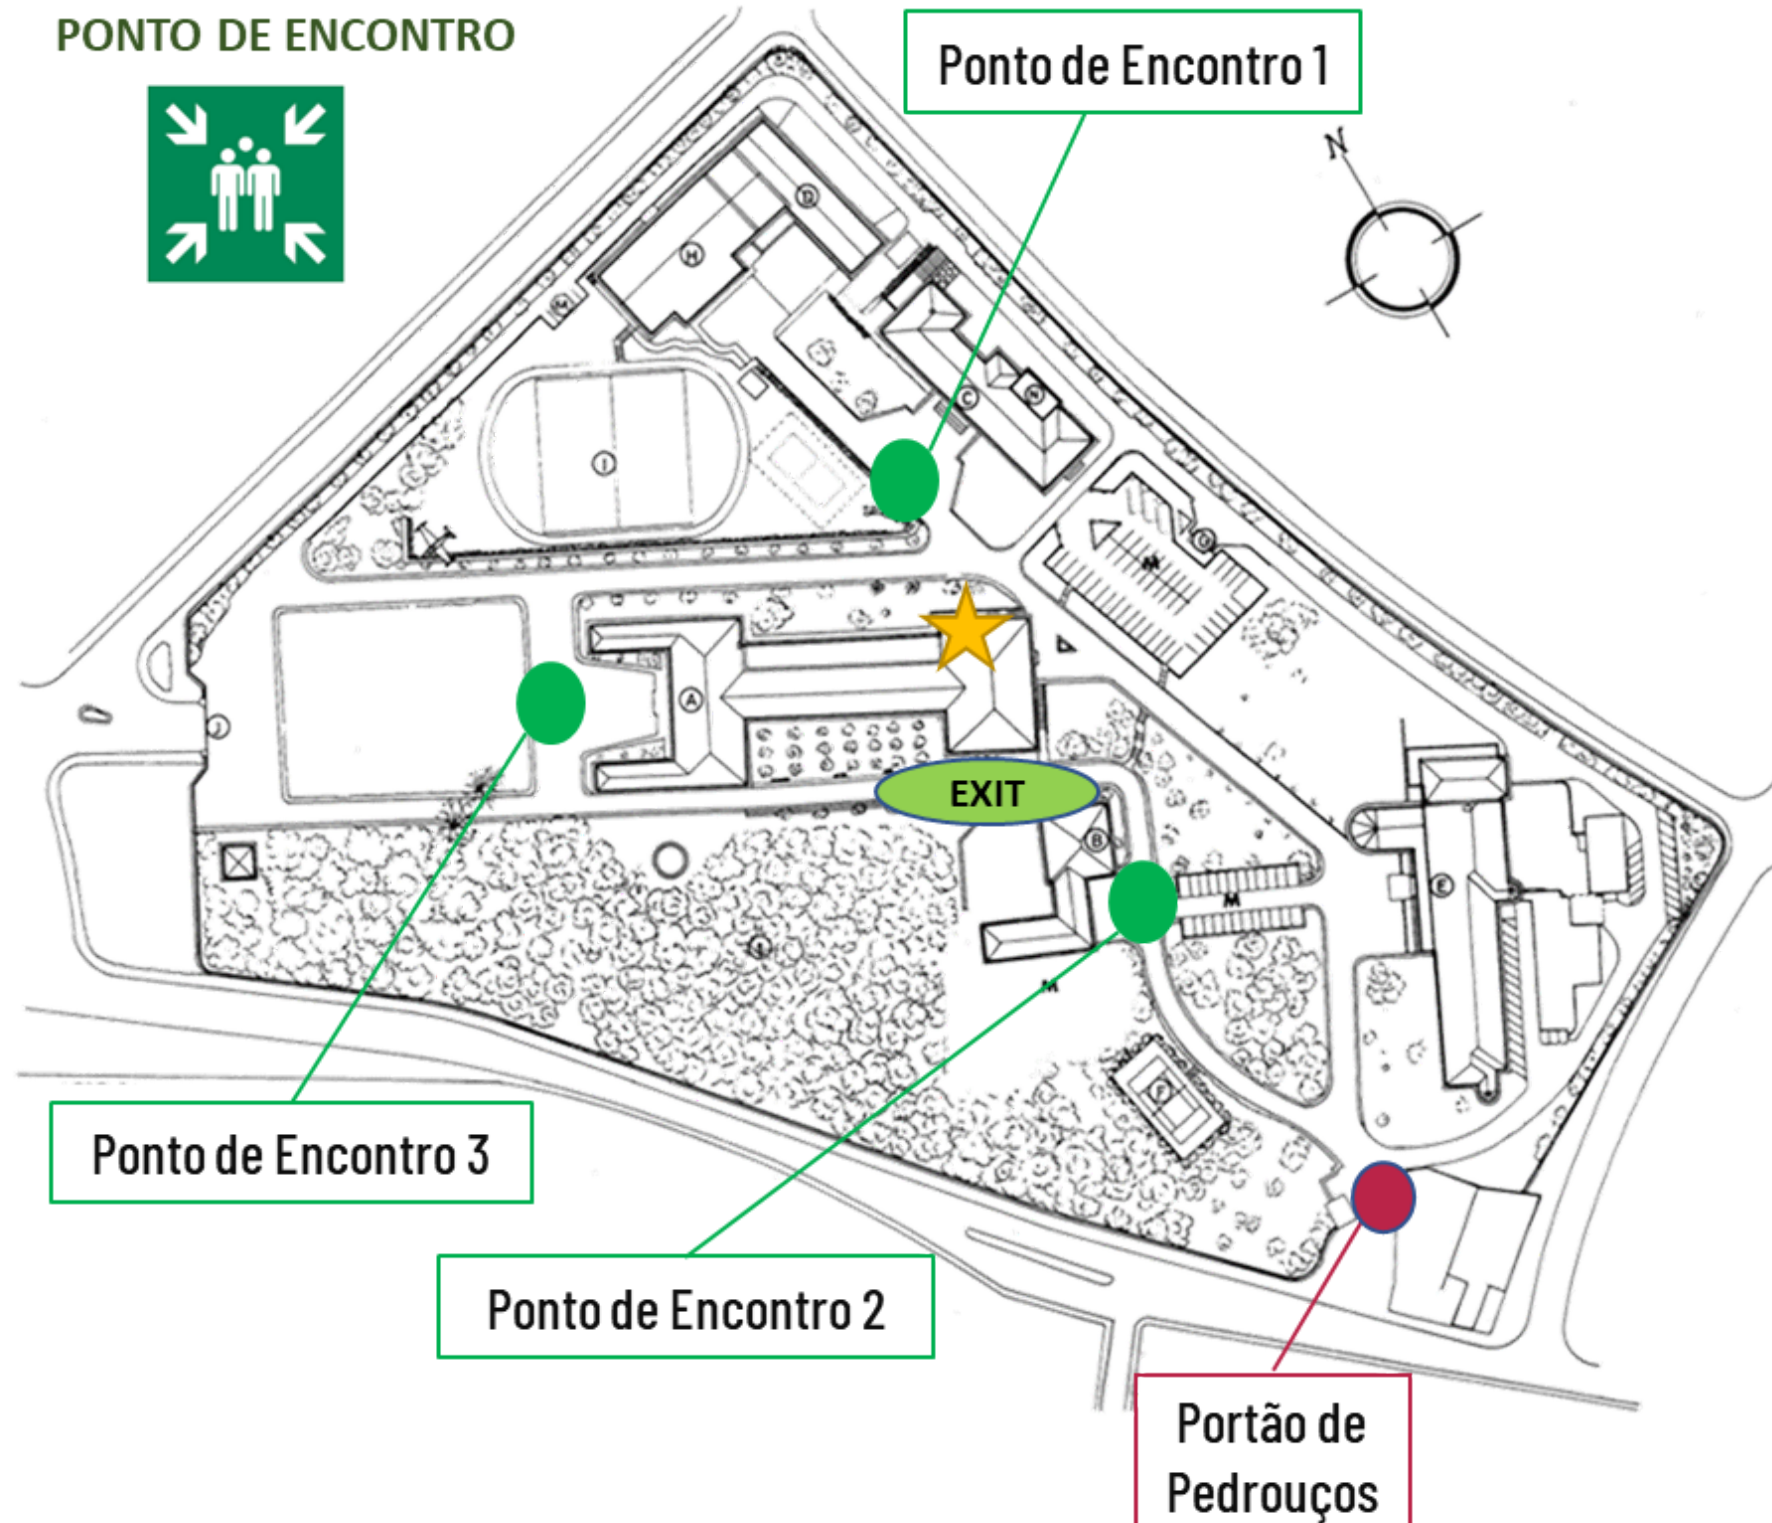 PONTO DE ENCONTRO
Ponto de Encontro 1
N
D
H
M
C
N
I
M
A
J
EXIT
B
M
E
M
P
Ponto de Encontro 3
Ponto de Encontro 2
Portão de
Pedrouços